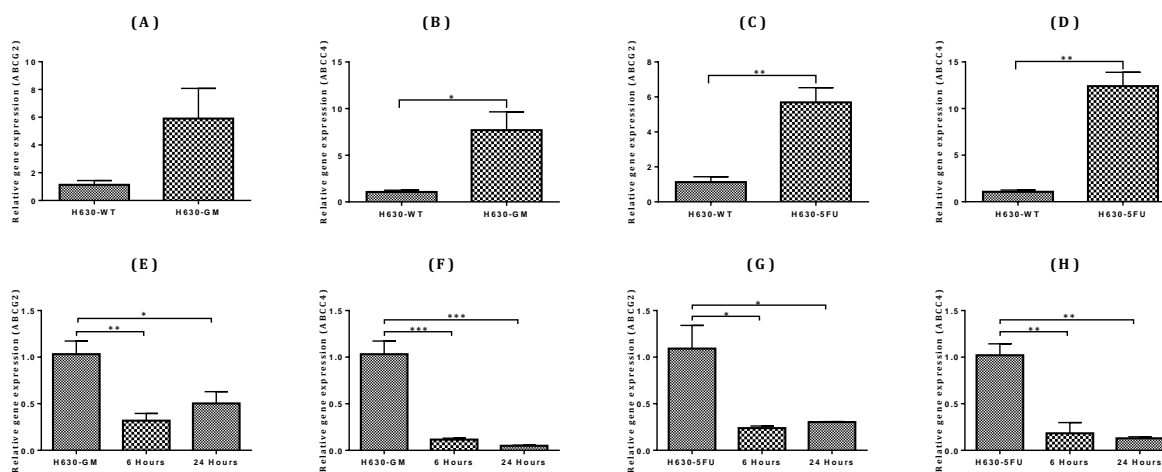 (A)
Relative gene expression (ABCG2)
10
8
6
4
2
0
H630-WT
H630-GM
(B)
Relative gene expression (ABCC4)
15
10
5
0
*
H630-WT
H630-GM
(C)
Relative gene expression (ABCG2)
8
6
4
2
0
**
H630-WT
H630-5FU
(D)
Relative gene expression (ABCC4)
15
10
5
0
**
H630-WT
H630-5FU
(E)
Relative gene expression (ABCG2)
1.5
1.0
0.5
0.0
*
**
H630-GM
6 Hours
24 Hours
(F)
Relative gene expression (ABCC4)
1.5
1.0
0.5
0.0
***
***
H630-GM
6 Hours
24 Hours
(G)
Relative gene expression (ABCG2)
1.5
1.0
0.5
0.0
*
*
H630-5FU
6 Hours
24 Hours
(H)
Relative gene expression (ABCC4)
1.5
1.0
0.5
0.0
**
**
H630-5FU
6 Hours
24 Hours